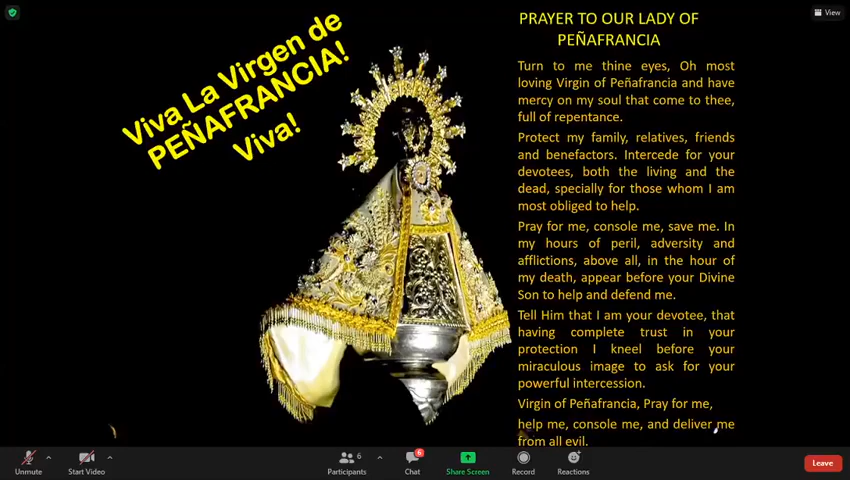 View
Viva La Virgen de
PEÑAFRANCIA!
Viva!
PRAYER TO OUR LADY OF
PEÑAFRANCIA
Turn to me thine eyes, Oh most
loving Virgin of Peñafrancia and have
mercy on my soul that come to thee,
full of repentance.
Protect my family, relatives, friends
and benefactors. Intercede for your
devotees, both the living and the
dead, specially for those whom I am
most obliged to help.
Pray for me, console me, save me. In
my hours of peril, adversity and
afflictions, above all, in the hour of
my death, appear before your Divine
Son to help and defend me.
Tell Him that I am your devotee, that
having complete trust in your
protection I kneel before your
miraculous image to ask for your
powerful intercession.
Virgin of Peñafrancia, Pray for me,
help me, console me, and deliver me
from all evil.
Unmute
Start Video
6
Participants
6
Chat
Share Screen
Record
Reactions
Leave